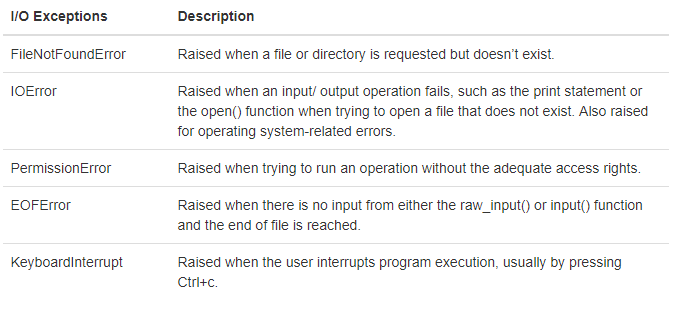 I/O Exceptions Description
FileNotFoundError Raised when a file or directory is requested but doesn’t exist.
IOError Raised when an input/ output operation fails, such as the print statement or
the open() function when trying to open a file that does not exist. Also raised
for operating system-related errors.
PermissionError Raised when trying to run an operation without the adequate access rights.
EOFError Raised when there is no input from either the raw_input() or input() function
and the end of file is reached.
KeyboardInterrupt Raised when the user interrupts program execution, usually by pressing
Ctrl+c.